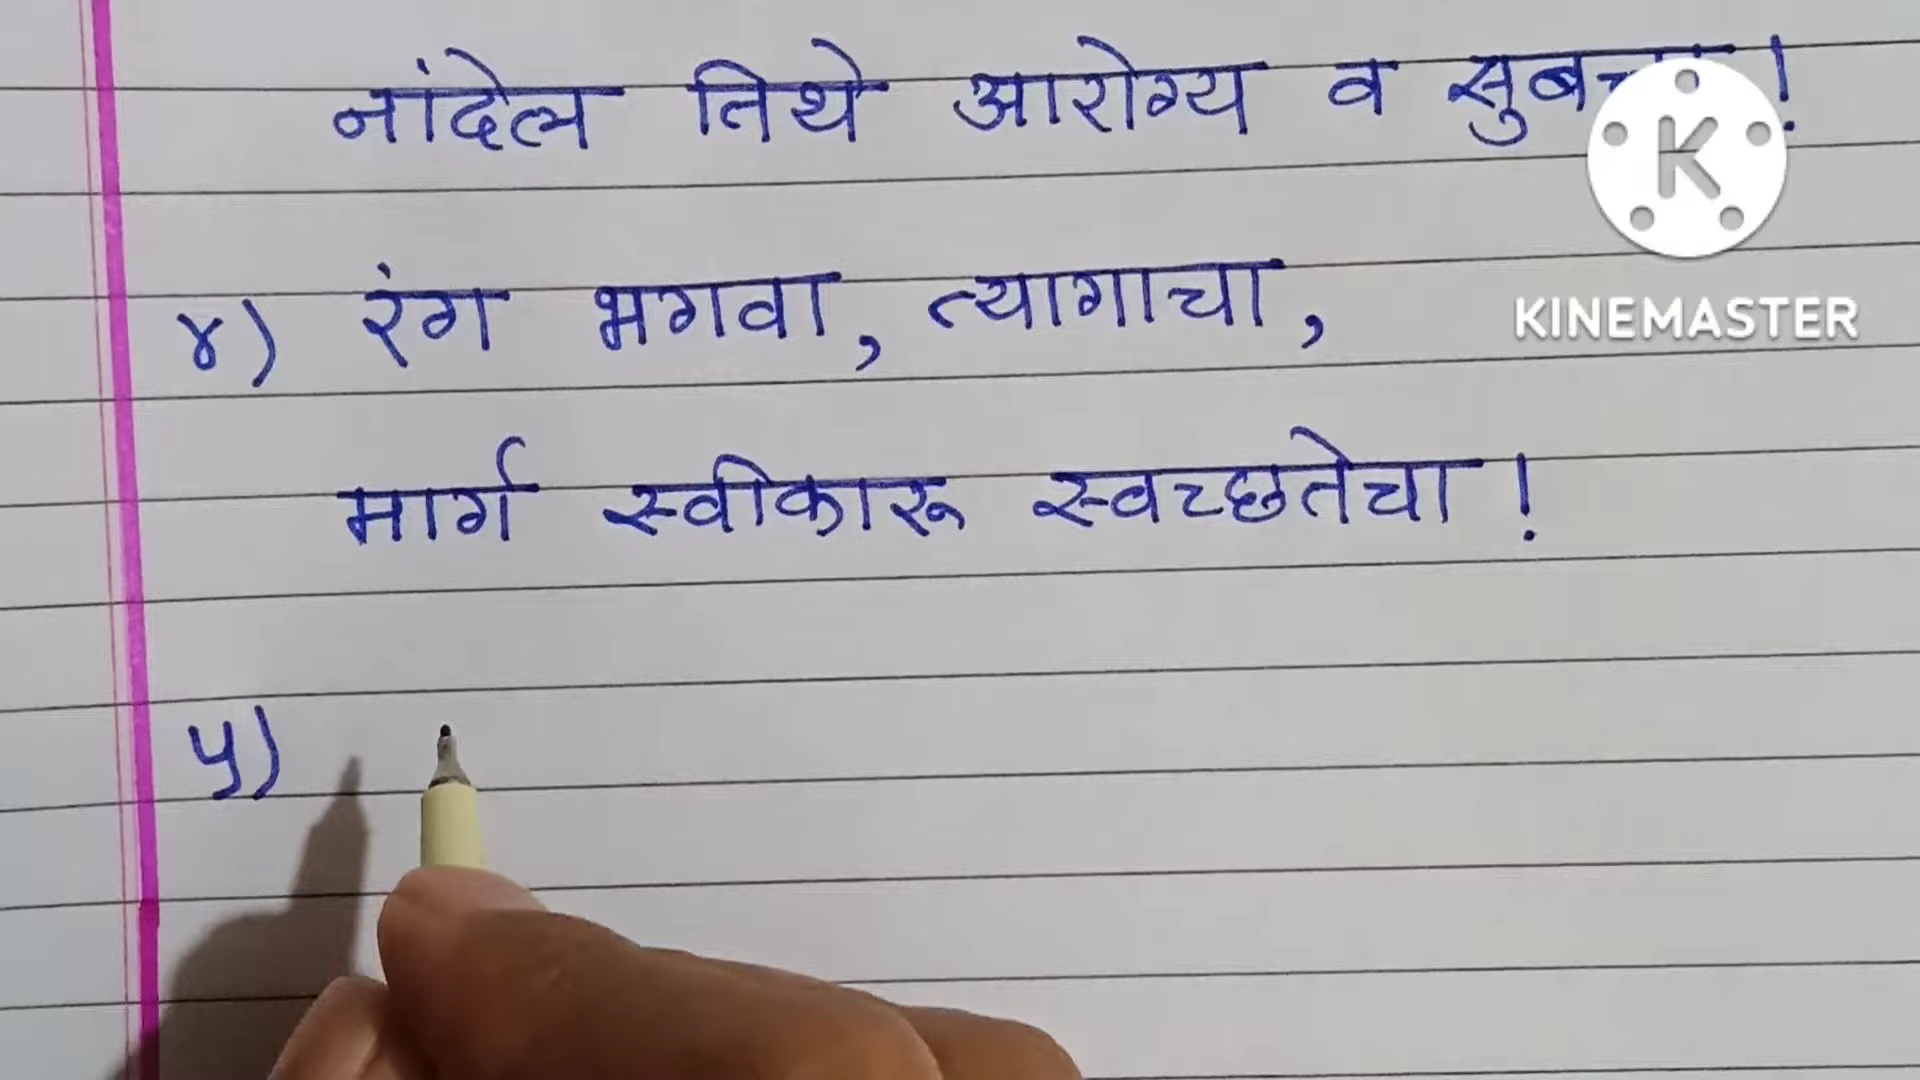 नांदेल तिथे आरोग्य व !
४) रंग भगवा, त्यागाचा,
KINEMASTER
मार्ग स्वीकारू स्वच्छतेचा !
५)